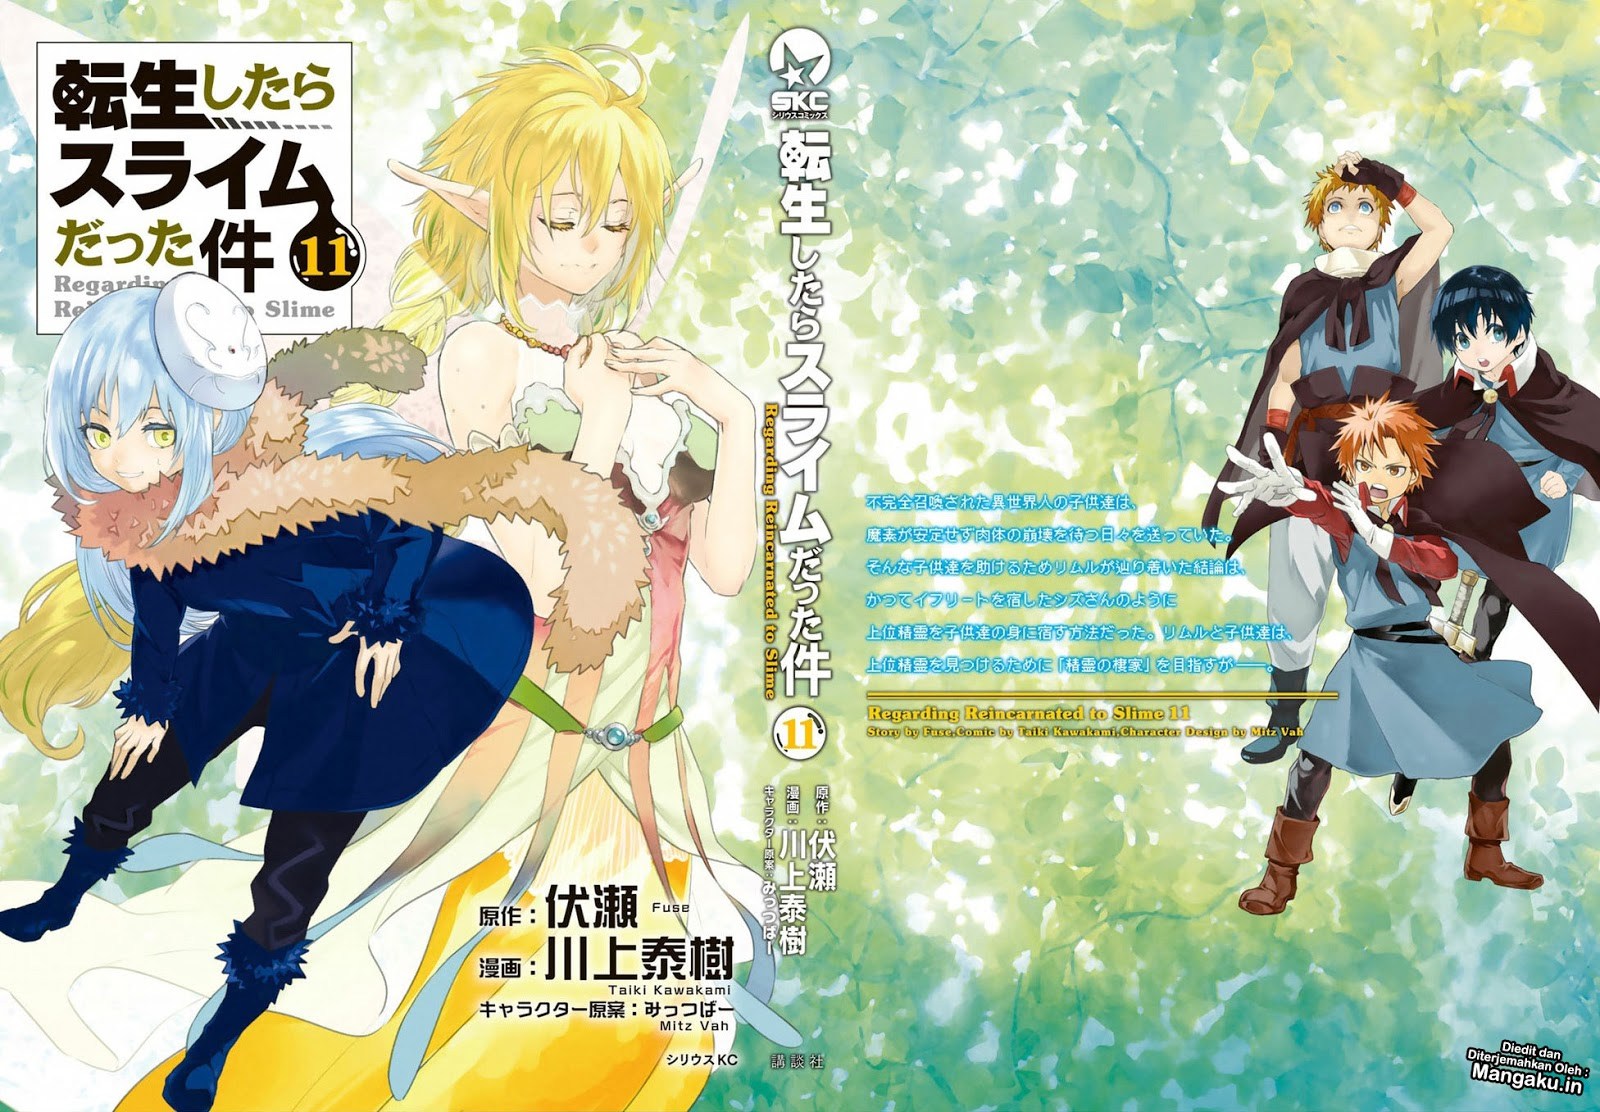 転生したら
スライム
だった件 11
Regarding
Re o Slime
原作：伏瀬 Fuse
漫画：川上泰樹
Taiki Kawakami
キャラクター原案：みっつばー
Mitz Vah
シリウスKC
SKC
シリウスコミックス
転生したらスライムだった件 11
Regarding Reincarnated to Slime
原作：伏瀬
漫画：川上泰樹
キャラクター原案：みっつばー
講談社
不完全召喚された異世界人の子供達は、
魔素が安定せず肉体の崩壊を待つ日々を送っていた。
そんな子供達を助けるためリムルが辿り着いた結論は、
かつてイフリートを宿したシズさんのように
上位精霊を子供達の身に宿す方法だった。リムルと子供達は、
上位精霊を見つけるために「精霊の棲家」を目指すが――。
Regarding Reincarnated to Slime 11
Story by Fuse,Comic by Taiki Kawakami,Character Design by Mitz Vah
Diedit dan
Diterjemahkan Oleh :
Mangaku.in